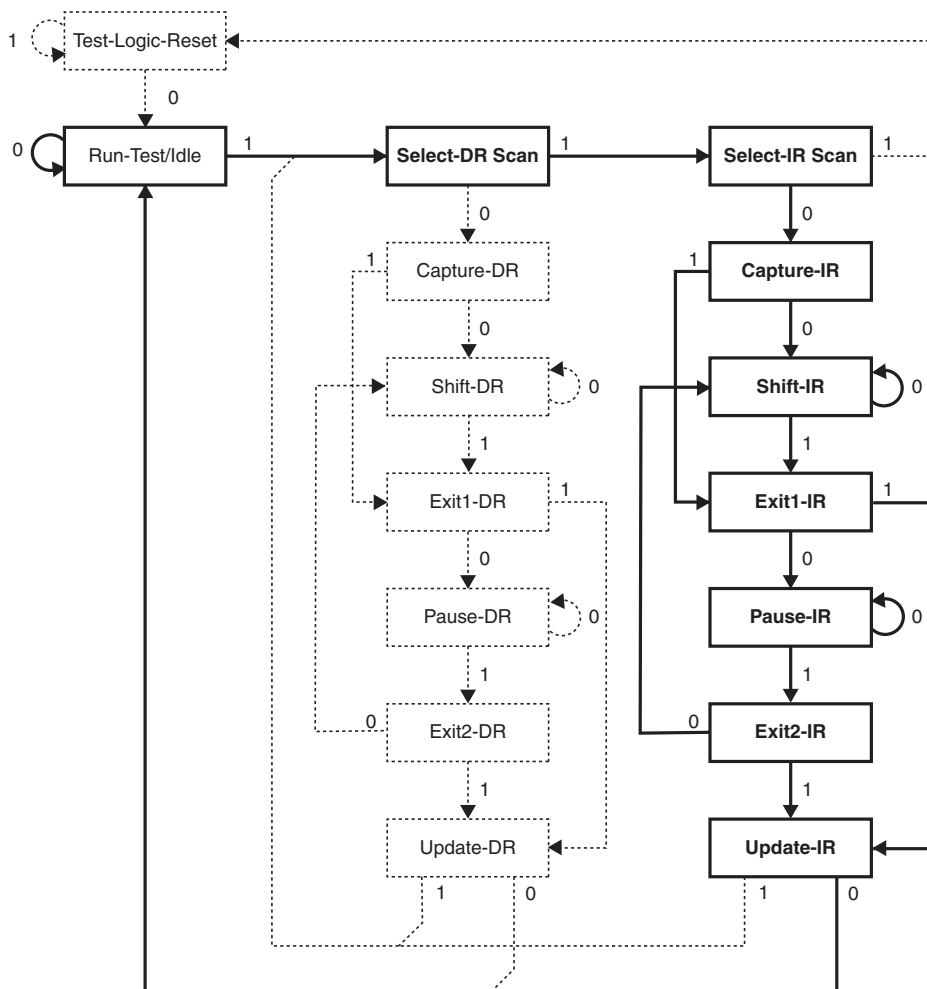 Test-Logic-Reset
1
0
0
Run-Test/Idle
1
Select-DR Scan
1
Select-IR Scan
1
0
0
1
Capture-DR
1
Capture-IR
0
0
Shift-DR
0
Shift-IR
0
1
1
Exit1-DR
1
Exit1-IR
1
0
0
Pause-DR
0
Pause-IR
0
1
1
0
Exit2-DR
0
Exit2-IR
1
1
Update-DR
Update-IR
1
0
1
0